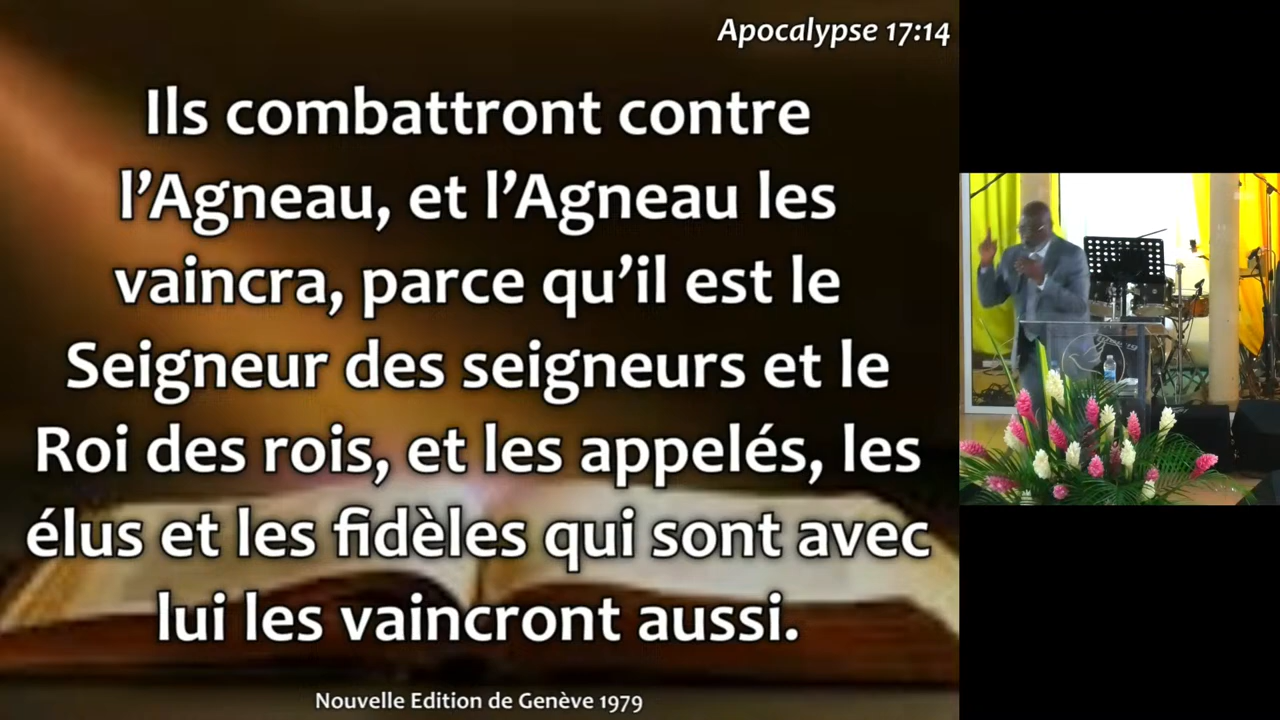 Apocalypse 17:14
Ils combattront contre
l’Agneau, et l’Agneau les
vaincra, parce qu’il est le
Seigneur des seigneurs et le
Roi des rois, et les appelés, les
élus et les fidèles qui sont avec
lui les vaincront aussi.
Nouvelle Edition de Genève 1979